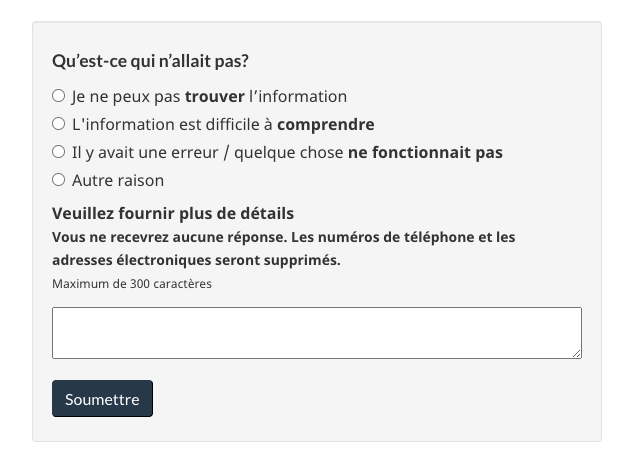 Qu’est-ce qui n’allait pas?
Je ne peux pas trouver l’information
L'information est difficile à comprendre
Il y avait une erreur / quelque chose ne fonctionnait pas
Autre raison
Veuillez fournir plus de détails
Vous ne recevrez aucune réponse. Les numéros de téléphone et les
adresses électroniques seront supprimés.
Maximum de 300 caractères
Soumettre